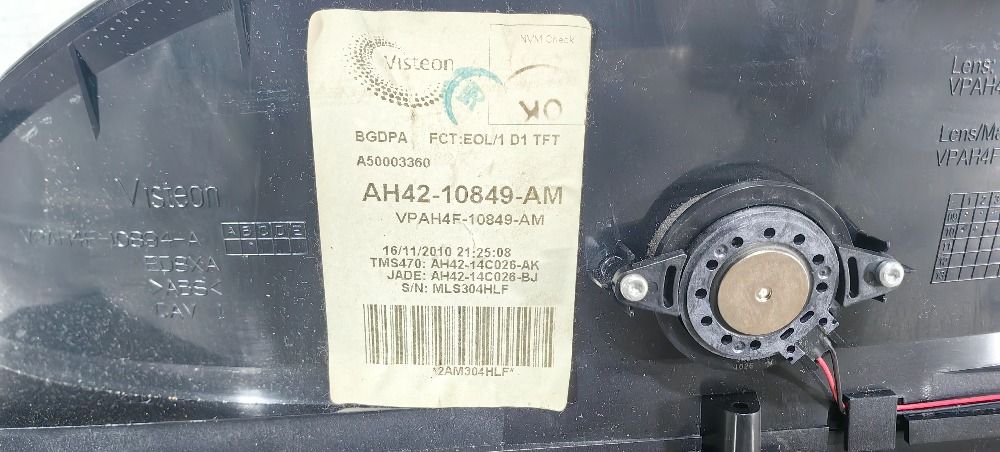 Visteon
NVM Check
OK
BGDPA FCT:EOL/1 D1 TFT
A50003360
AH42-10849-AM
VPAH4F-10849-AM
16/11/2010 21:25:08
TMS470: AH42-14C026-AK
JADE: AH42-14C026-BJ
S/N: MLS304HLF
*2AM304HLF*
Visteon
VPAH4F-10894-A
A B C D E
>ABS<
CAV 1
Lens:
VPAH4
Lens/Ma
VPAH4F